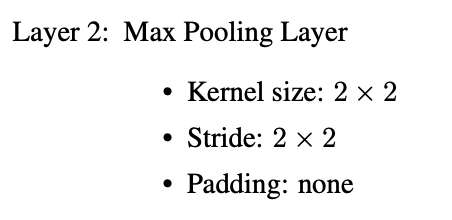 Layer 2: Max Pooling Layer
• Kernel size: 2 × 2
• Stride: 2 × 2
• Padding: none